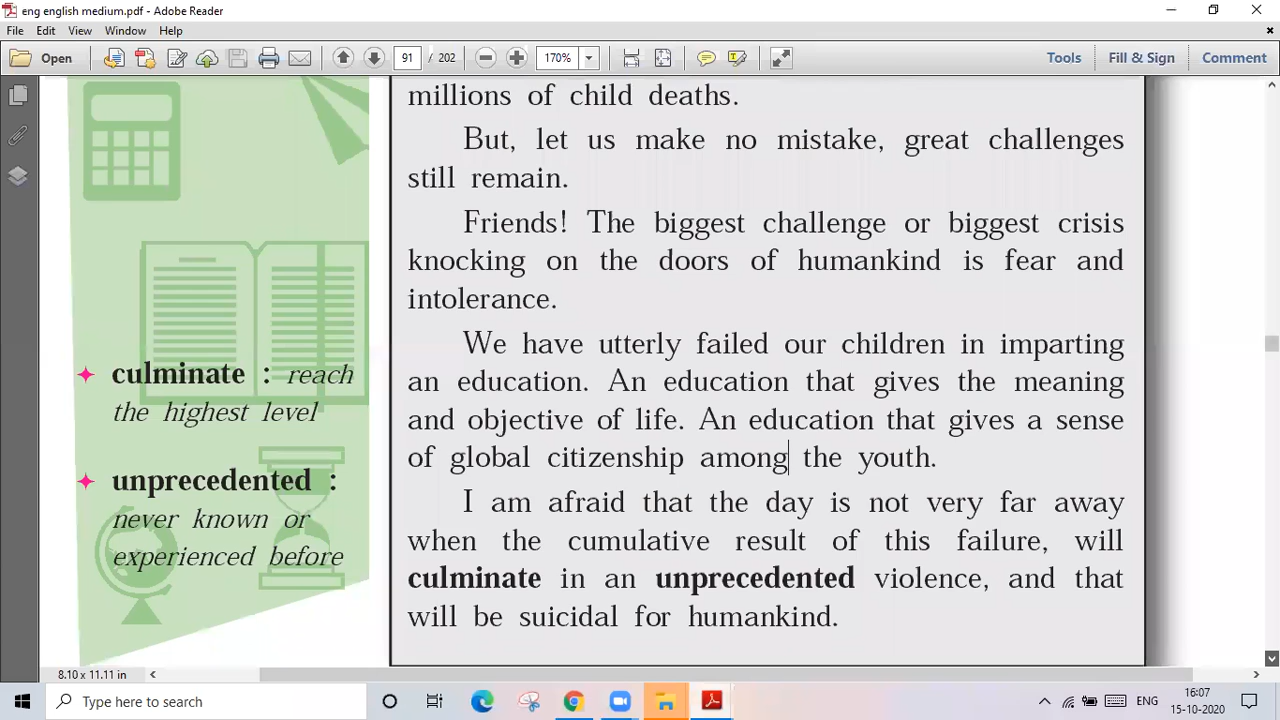 eng english medium.pdf - Adobe Reader
File Edit View Window Help
Open 91 / 202 170% Tools Fill & Sign Comment
millions of child deaths.
But, let us make no mistake, great challenges
still remain.
Friends! The biggest challenge or biggest crisis
knocking on the doors of humankind is fear and
intolerance.
We have utterly failed our children in imparting
an education. An education that gives the meaning
and objective of life. An education that gives a sense
of global citizenship among the youth.
I am afraid that the day is not very far away
when the cumulative result of this failure, will
culminate in an unprecedented violence, and that
will be suicidal for humankind.
culminate : reach
the highest level
unprecedented :
never known or
experienced before
8.10 x 11.11 in
Type here to search
ENG
16:07
15-10-2020